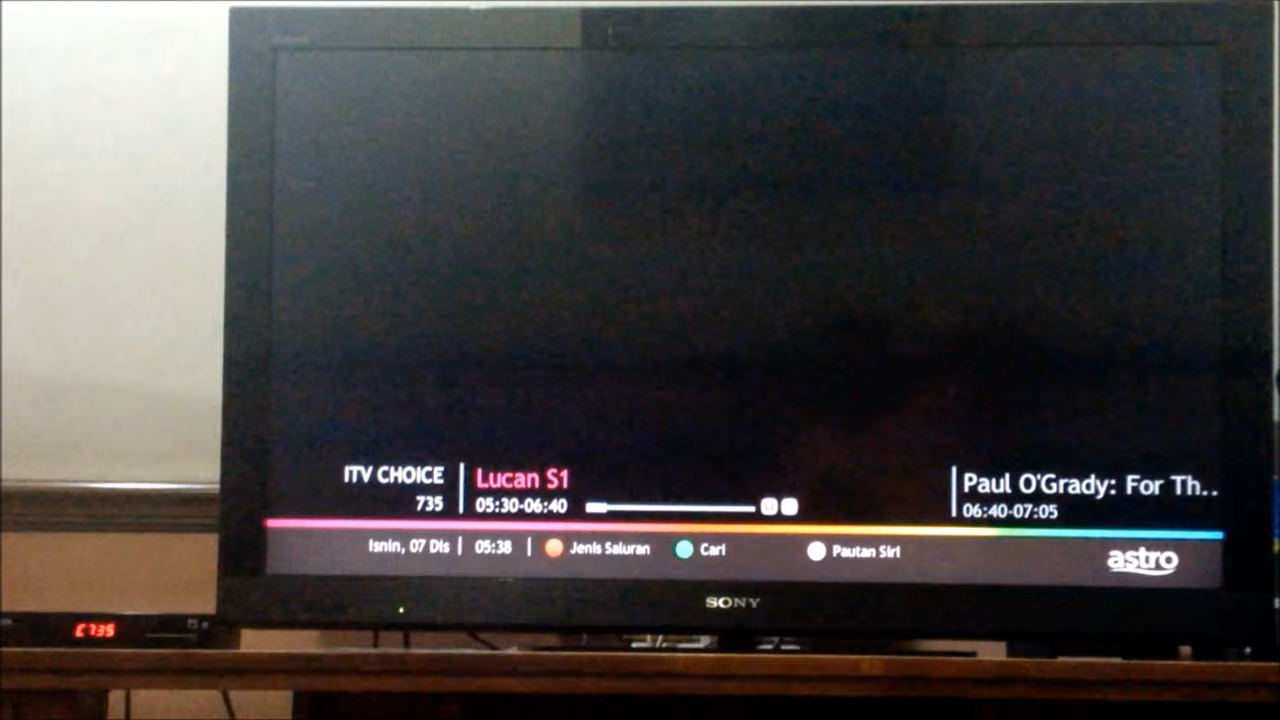 ITV CHOICE
735
Lucan S1
05:30-06:40
Paul O'Grady: For Th..
06:40-07:05
Isnin, 07 Dis
05:38
Jenis Saluran
Cari
Pautan Siri
astro
SONY
C735